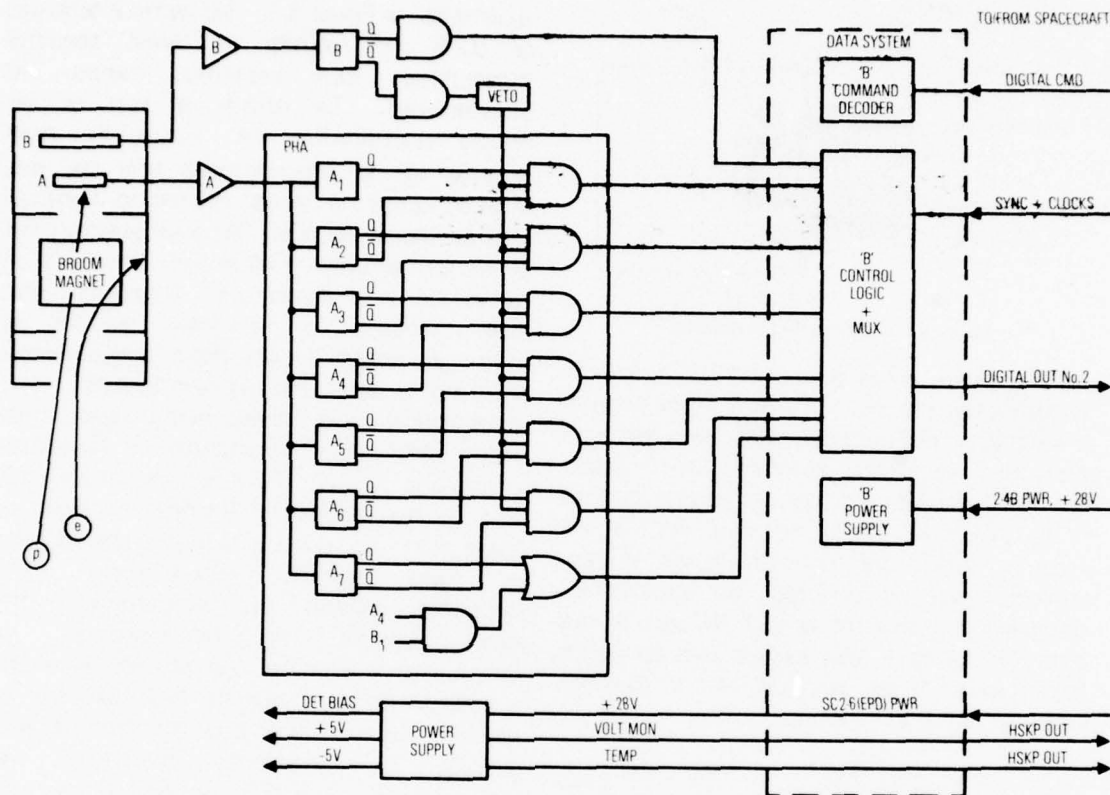 TO/FROM SPACECRAFT
DATA SYSTEM
'B'
COMMAND
DECODER
DIGITAL CMD
B
B
Q
Q̅
VETO
B
A
A
BROOM
MAGNET
p
e
PHA
A1
Q
A2
Q
Q̅
A3
Q
Q̅
A4
Q
Q̅
A5
Q
Q̅
A6
Q
Q̅
A7
Q
Q̅
A4
B1
'B'
CONTROL
LOGIC
+
MUX
SYNC + CLOCKS
DIGITAL OUT No.2
'B'
POWER
SUPPLY
2-4B PWR, + 28V
DET BIAS
+ 5V
-5V
POWER
SUPPLY
+ 28V
VOLT MON
TEMP
SC2-6(EPD) PWR
HSKP OUT
HSKP OUT